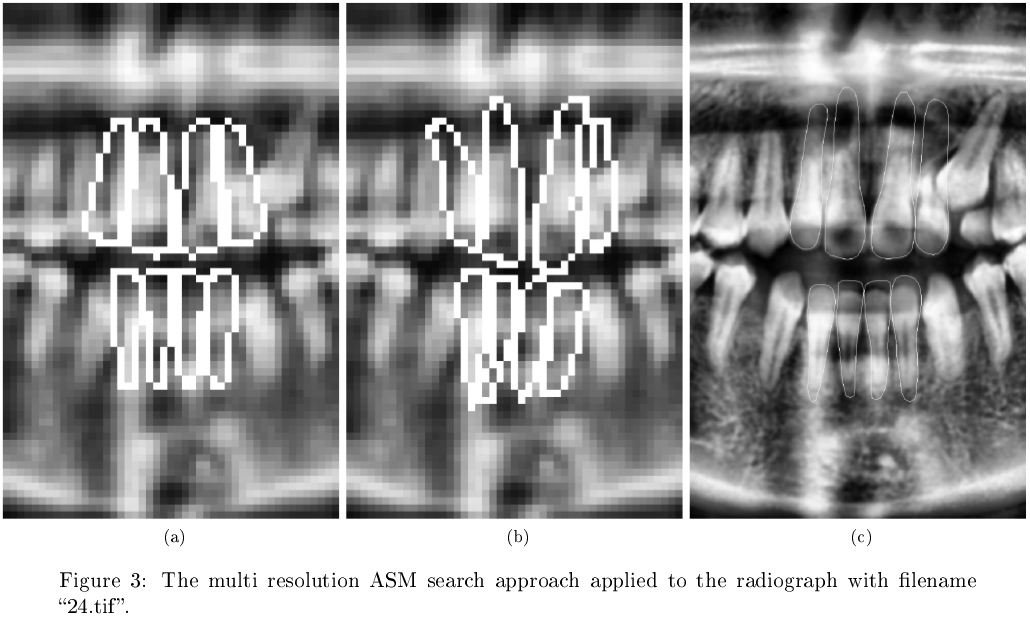 (a) (b) (c)
Figure 3: The multi resolution ASM search approach applied to the radiograph with filename
“24.tif”.